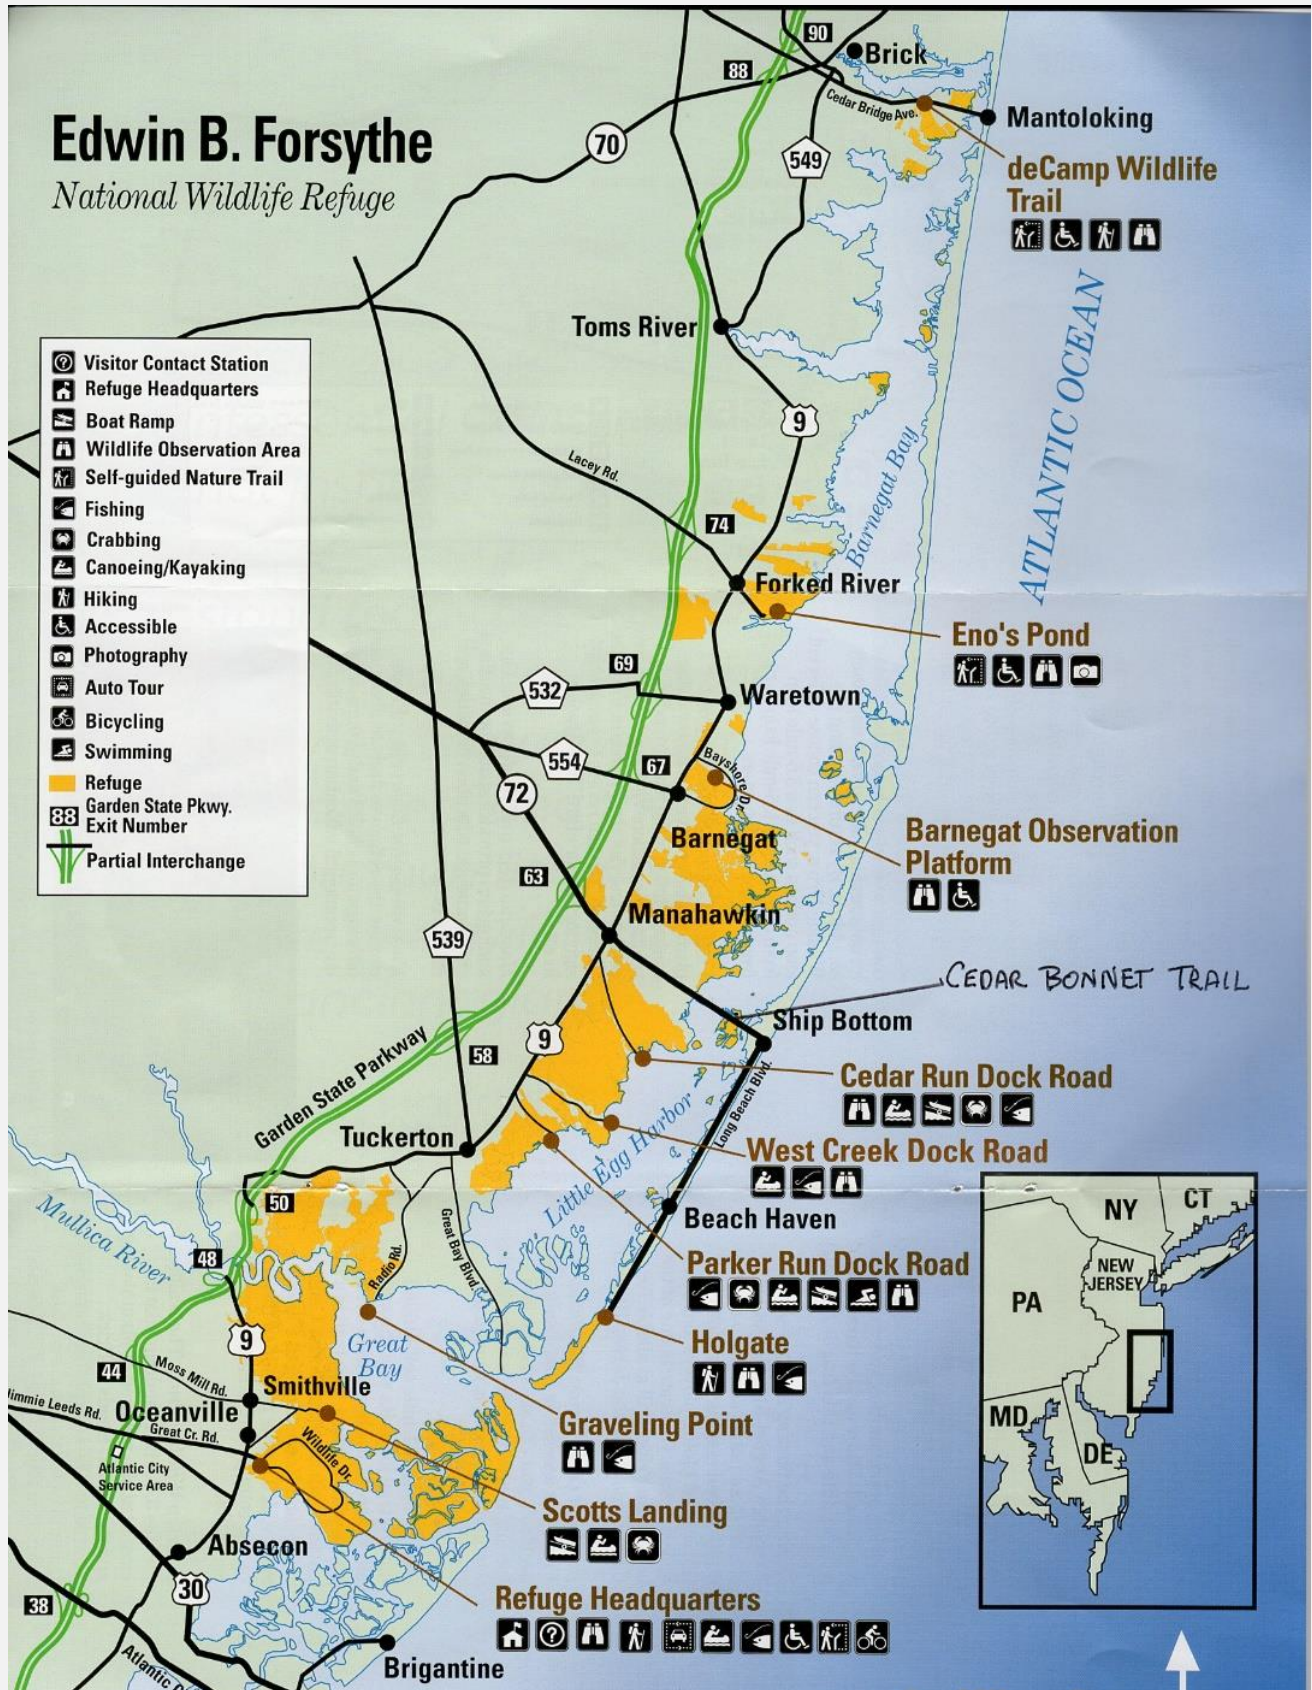 Edwin B. Forsythe
National Wildlife Refuge
90
Brick
88
Cedar Bridge Ave.
Mantoloking
70
549
deCamp Wildlife
Trail
Toms River
ATLANTIC OCEAN
Visitor Contact Station
Refuge Headquarters
Boat Ramp
Wildlife Observation Area
Self-guided Nature Trail
Fishing
Crabbing
Canoeing/Kayaking
Hiking
Accessible
Photography
Auto Tour
Bicycling
Swimming
Refuge
88 Garden State Pkwy.
Exit Number
Partial Interchange
9
Lacey Rd.
Barnegat Bay
74
Forked River
Eno's Pond
69
532
Waretown
554
67
Bayshore Dr.
72
Barnegat
Barnegat Observation
Platform
63
Manahawkin
539
CEDAR BONNET TRAIL
Ship Bottom
9
58
Garden State Parkway
Cedar Run Dock Road
Long Beach Blvd.
Tuckerton
West Creek Dock Road
Little Egg Harbor
50
Beach Haven
Mullica River
48
Radio Rd.
Great Bay Blvd.
Parker Run Dock Road
9
Great
Bay
Holgate
44
Moss Mill Rd.
Smithville
Jimmie Leeds Rd.
Oceanville
Great Cr. Rd.
Wildlife Dr.
Graveling Point
Atlantic City
Service Area
Scotts Landing
Absecon
30
Refuge Headquarters
38
Atlantic
Brigantine
NY
CT
NEW
JERSEY
PA
MD
DE